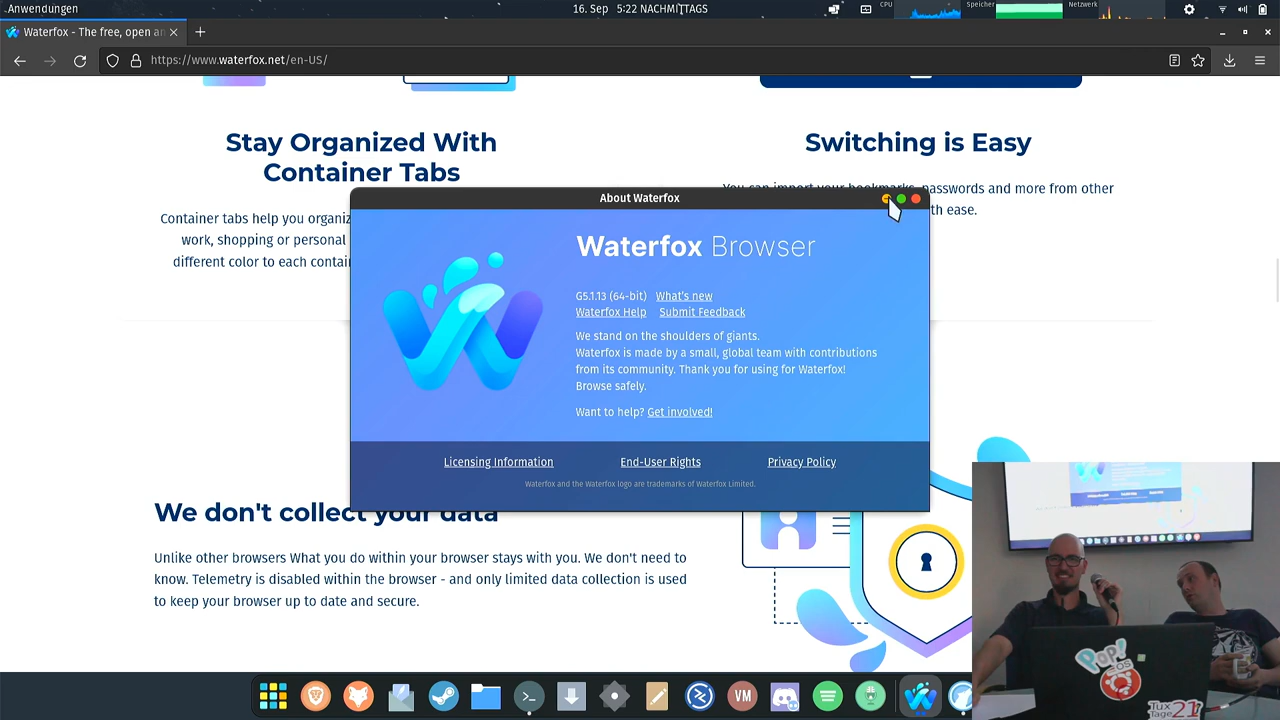 Anwendungen
16. Sep 5:22 NACHMITTAGS
CPU
Speicher
Netzwerk
Waterfox - The free, open an
https://www.waterfox.net/en-US/
Stay Organized With
Container Tabs
Container tabs help you organiz
work, shopping or personal
different color to each contain
Switching is Easy
You can import your bookmarks, passwords and more from other
th ease.
About Waterfox
Waterfox Browser
G5.1.13 (64-bit) What's new
Waterfox Help Submit Feedback
We stand on the shoulders of giants.
Waterfox is made by a small, global team with contributions
from its community. Thank you for using for Waterfox!
Browse safely.
Want to help? Get involved!
Licensing Information End-User Rights Privacy Policy
Waterfox and the Waterfox logo are trademarks of Waterfox Limited.
We don't collect your data
Unlike other browsers What you do within your browser stays with you. We don't need to
know. Telemetry is disabled within the browser - and only limited data collection is used
to keep your browser up to date and secure.
VM
Pop!
OS
Tux
Tage21